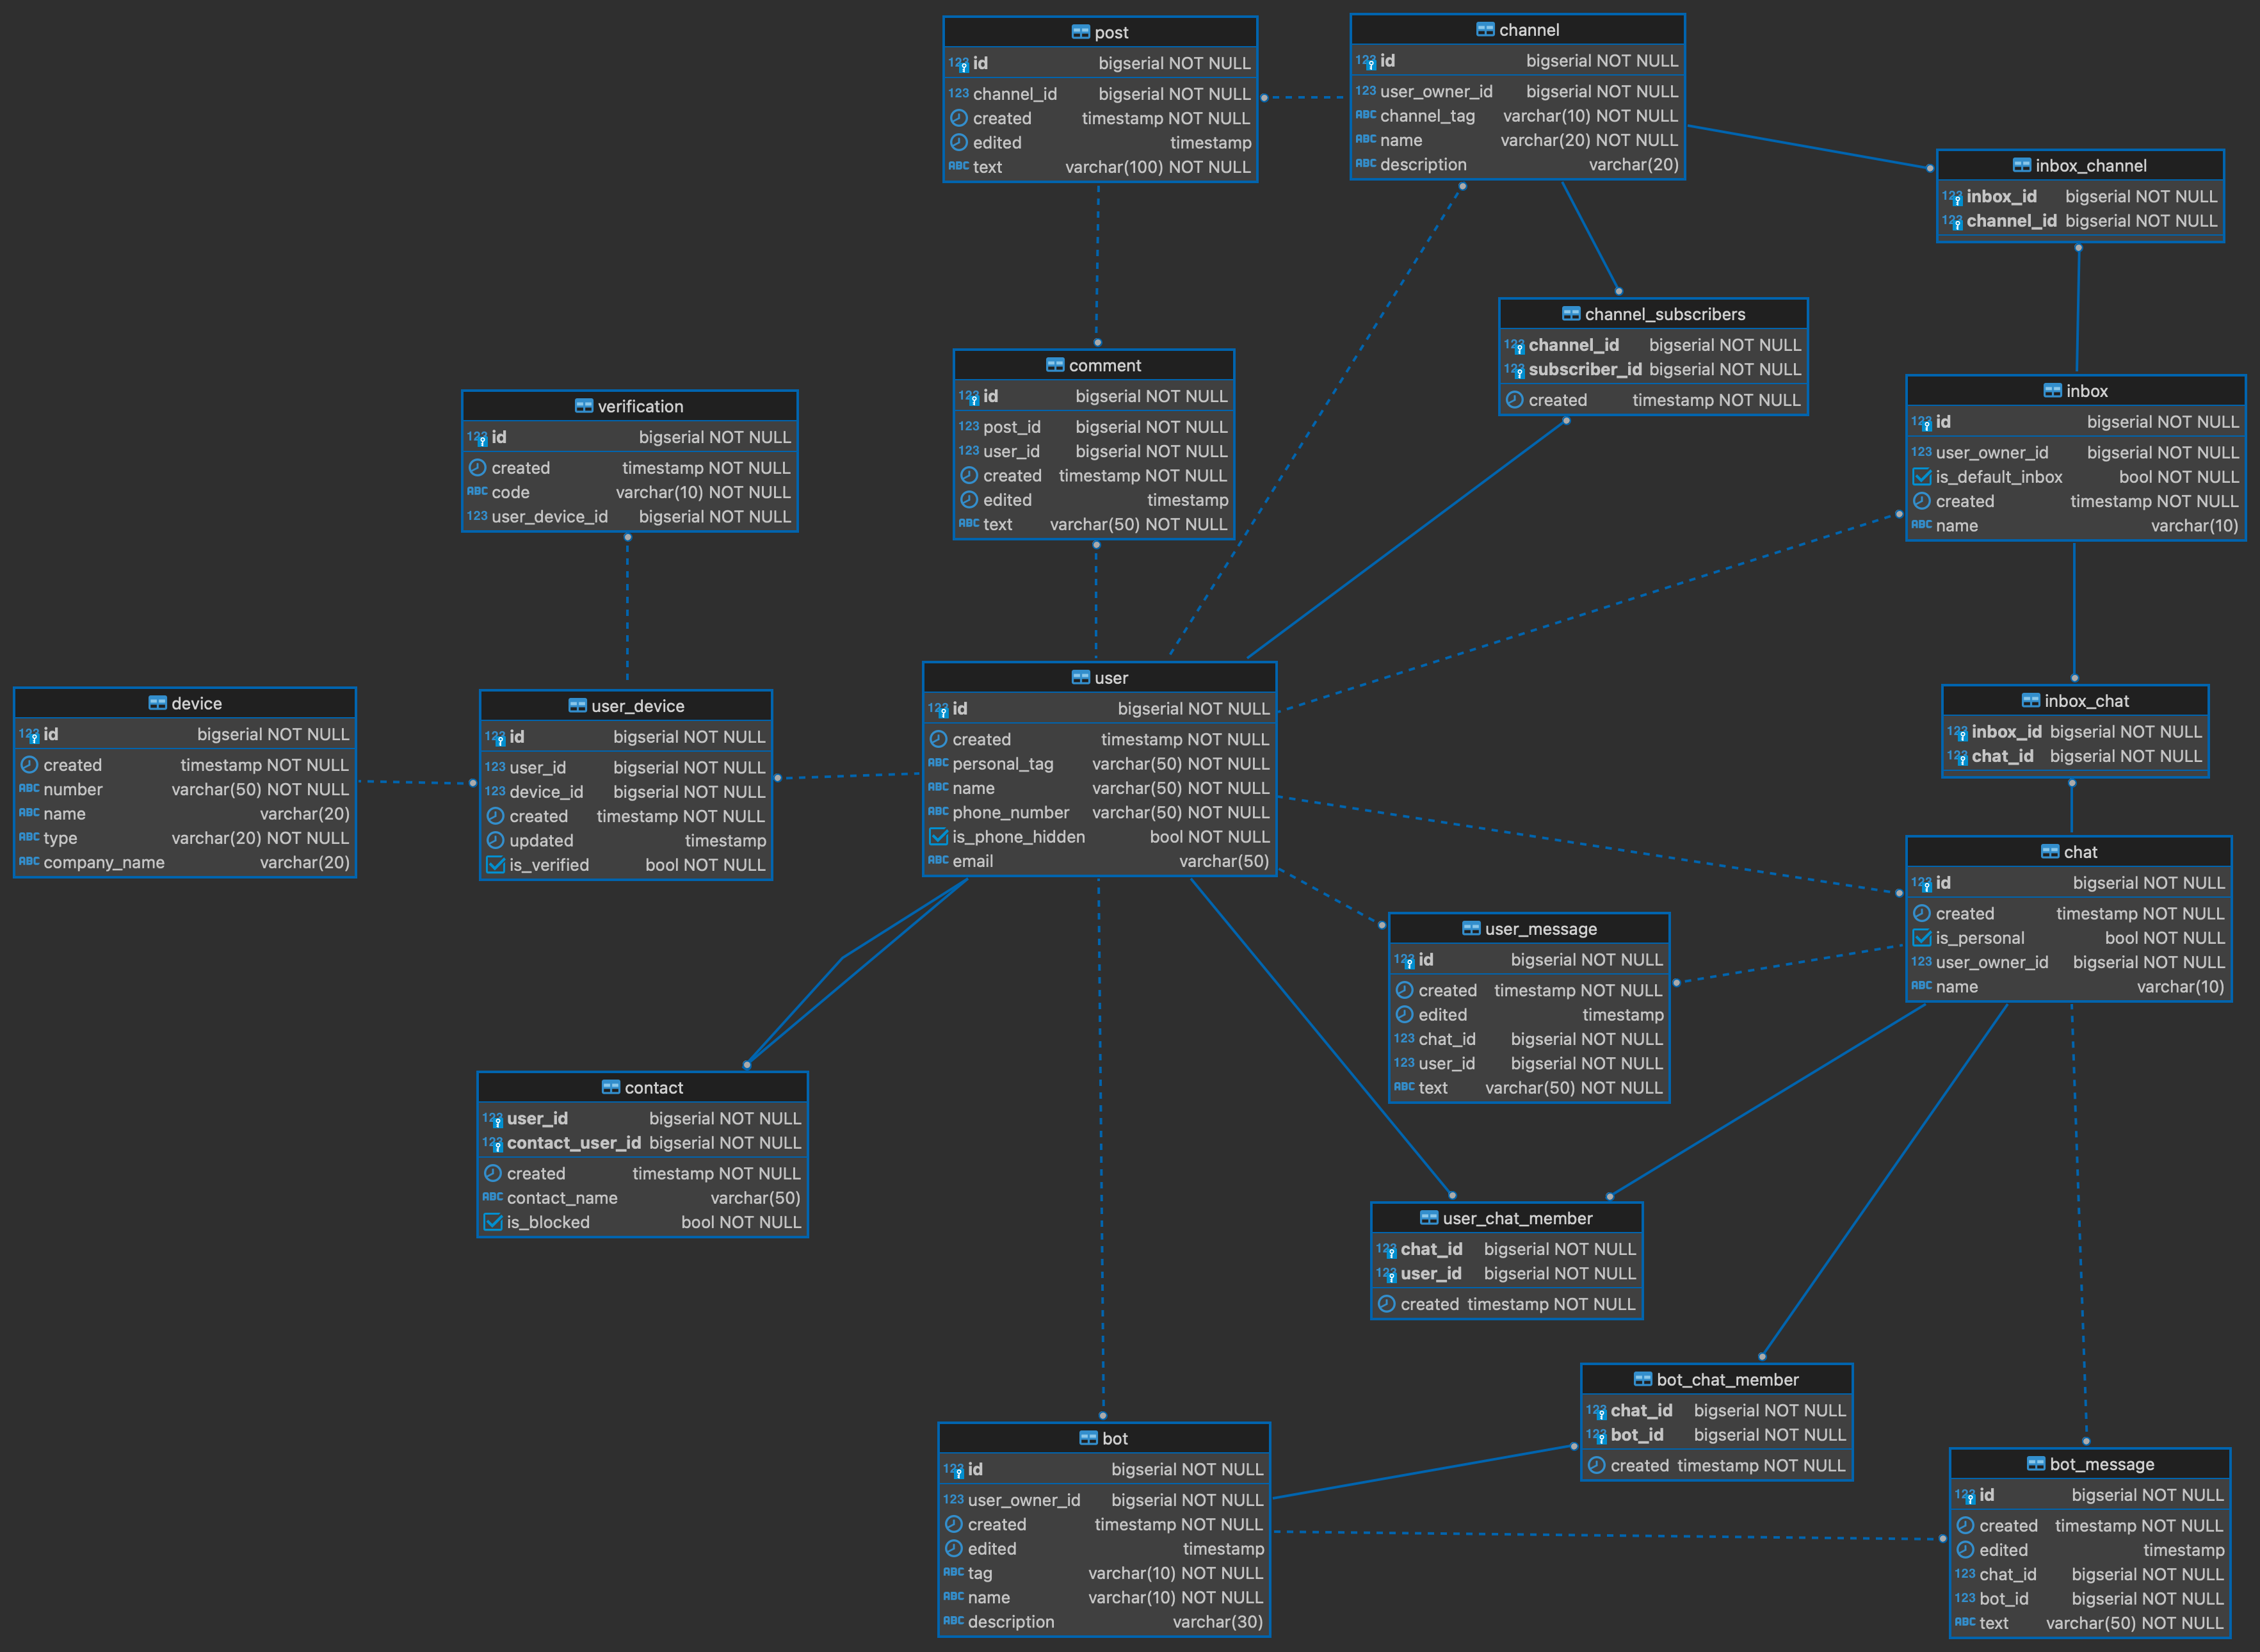 post
id bigserial NOT NULL
channel_id bigserial NOT NULL
created timestamp NOT NULL
edited timestamp
text varchar(100) NOT NULL
channel
id bigserial NOT NULL
user_owner_id bigserial NOT NULL
channel_tag varchar(10) NOT NULL
name varchar(20) NOT NULL
description varchar(20)
inbox_channel
inbox_id bigserial NOT NULL
channel_id bigserial NOT NULL
channel_subscribers
channel_id bigserial NOT NULL
subscriber_id bigserial NOT NULL
created timestamp NOT NULL
comment
id bigserial NOT NULL
post_id bigserial NOT NULL
user_id bigserial NOT NULL
created timestamp NOT NULL
edited timestamp
text varchar(50) NOT NULL
inbox
id bigserial NOT NULL
user_owner_id bigserial NOT NULL
is_default_inbox bool NOT NULL
created timestamp NOT NULL
name varchar(10)
verification
id bigserial NOT NULL
created timestamp NOT NULL
code varchar(10) NOT NULL
user_device_id bigserial NOT NULL
device
id bigserial NOT NULL
created timestamp NOT NULL
number varchar(50) NOT NULL
name varchar(20)
type varchar(20) NOT NULL
company_name varchar(20)
user_device
id bigserial NOT NULL
user_id bigserial NOT NULL
device_id bigserial NOT NULL
created timestamp NOT NULL
updated timestamp
is_verified bool NOT NULL
user
id bigserial NOT NULL
created timestamp NOT NULL
personal_tag varchar(50) NOT NULL
name varchar(50) NOT NULL
phone_number varchar(50) NOT NULL
is_phone_hidden bool NOT NULL
email varchar(50)
inbox_chat
inbox_id bigserial NOT NULL
chat_id bigserial NOT NULL
chat
id bigserial NOT NULL
created timestamp NOT NULL
is_personal bool NOT NULL
user_owner_id bigserial NOT NULL
name varchar(10)
user_message
id bigserial NOT NULL
created timestamp NOT NULL
edited timestamp
chat_id bigserial NOT NULL
user_id bigserial NOT NULL
text varchar(50) NOT NULL
contact
user_id bigserial NOT NULL
contact_user_id bigserial NOT NULL
created timestamp NOT NULL
contact_name varchar(50)
is_blocked bool NOT NULL
user_chat_member
chat_id bigserial NOT NULL
user_id bigserial NOT NULL
created timestamp NOT NULL
bot_chat_member
chat_id bigserial NOT NULL
bot_id bigserial NOT NULL
created timestamp NOT NULL
bot
id bigserial NOT NULL
user_owner_id bigserial NOT NULL
created timestamp NOT NULL
edited timestamp
tag varchar(10) NOT NULL
name varchar(10) NOT NULL
description varchar(30)
bot_message
id bigserial NOT NULL
created timestamp NOT NULL
edited timestamp
chat_id bigserial NOT NULL
bot_id bigserial NOT NULL
text varchar(50) NOT NULL